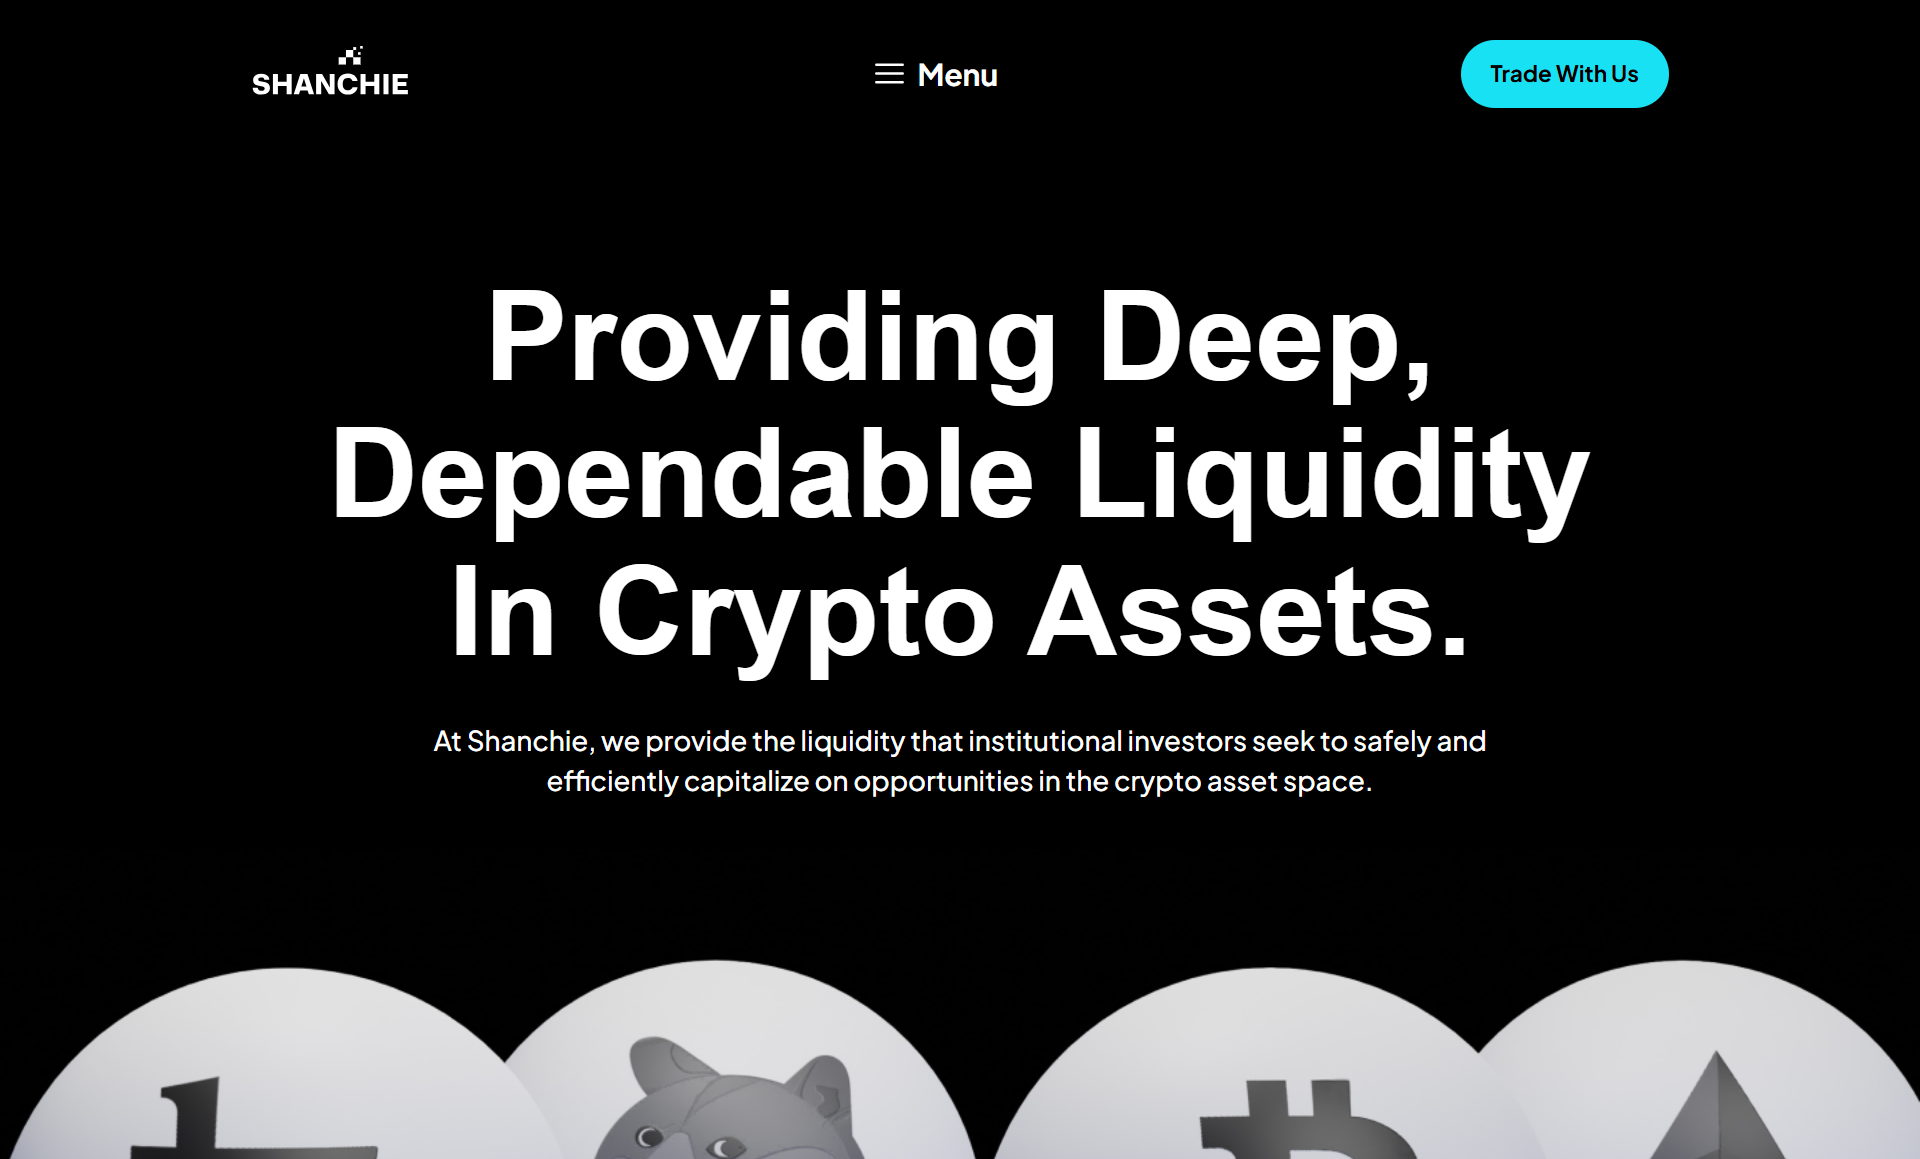 SHANCHIE
Menu
Trade With Us
Providing Deep,
Dependable Liquidity
In Crypto Assets.
At Shanchie, we provide the liquidity that institutional investors seek to safely and
efficiently capitalize on opportunities in the crypto asset space.